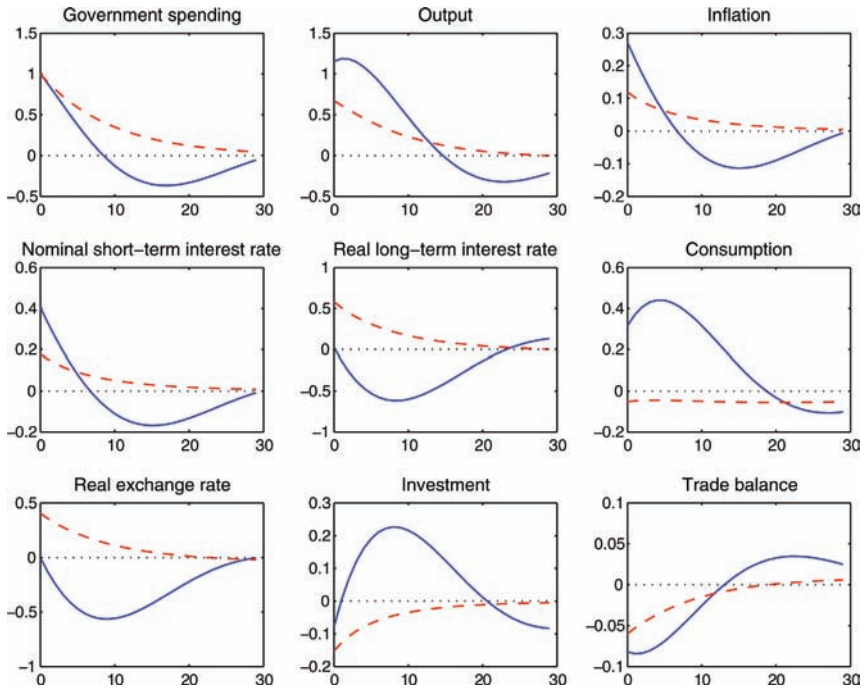 Government spending
1.5
1
0.5
0
−0.5
0 10 20 30
Output
1.5
1
0.5
0
−0.5
0 10 20 30
Inflation
0.3
0.2
0.1
0
−0.1
−0.2
0 10 20 30
Nominal short−term interest rate
0.6
0.4
0.2
0
−0.2
0 10 20 30
Real long−term interest rate
1
0.5
0
−0.5
−1
0 10 20 30
Consumption
0.6
0.4
0.2
0
−0.2
0 10 20 30
Real exchange rate
0.5
0
−0.5
−1
0 10 20 30
Investment
0.3
0.2
0.1
0
−0.1
−0.2
0 10 20 30
Trade balance
0.1
0.05
0
−0.05
−0.1
0 10 20 30